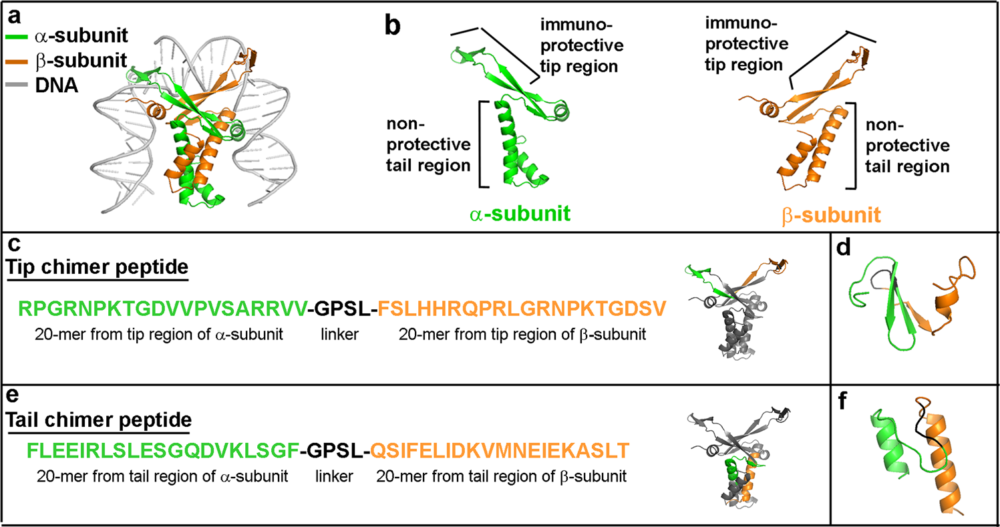 a
α-subunit
β-subunit
DNA
b
immuno-
protective
tip region
non-
protective
tail region
α-subunit
immuno-
protective
tip region
non-
protective
tail region
β-subunit
c
Tip chimer peptide
RPGRNPKTGDVVPVSARRVV-GPSL-FSLHHRQPRLGRNPKTGDSV
20-mer from tip region of α-subunit linker 20-mer from tip region of β-subunit
d
e
Tail chimer peptide
FLEEIRLSLESGQDVKLSGF-GPSL-QSIFELIDKVMNEIEKASLT
20-mer from tail region of α-subunit linker 20-mer from tail region of β-subunit
f